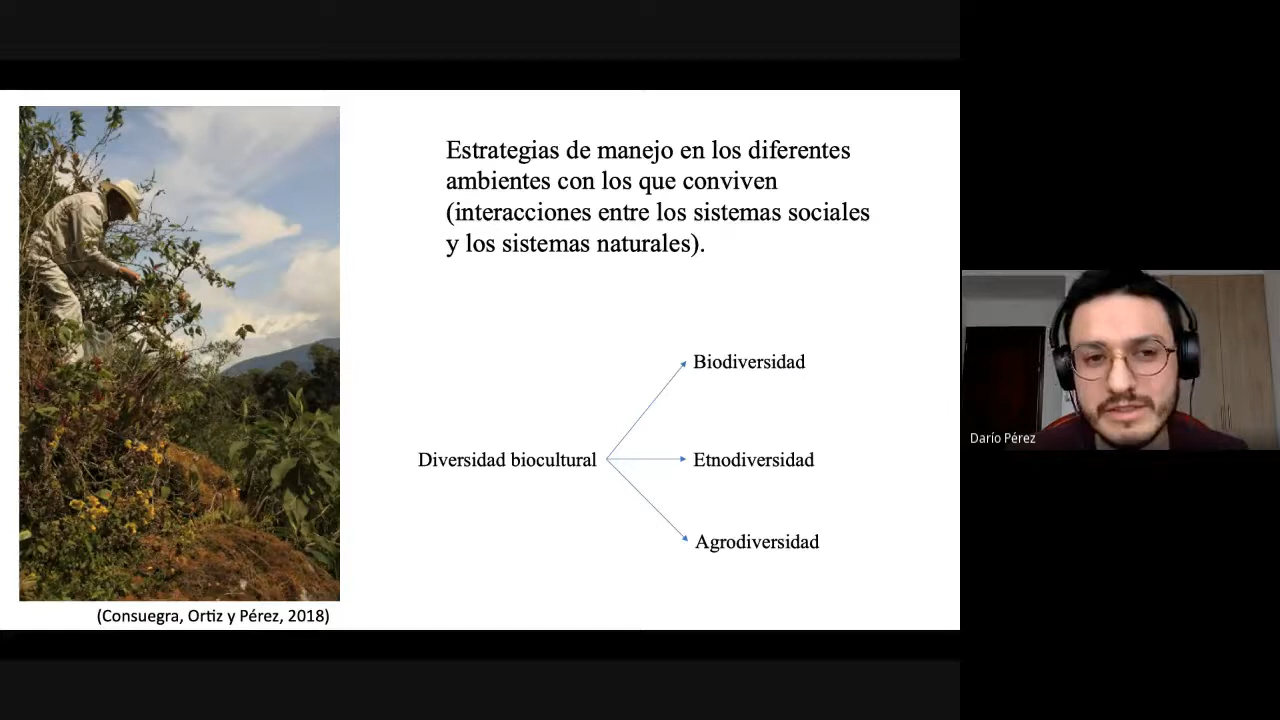 Estrategias de manejo en los diferentes
ambientes con los que conviven
(interacciones entre los sistemas sociales
y los sistemas naturales).
Biodiversidad
Diversidad biocultural
Etnodiversidad
Agrodiversidad
(Consuegra, Ortiz y Pérez, 2018)
Darío Pérez